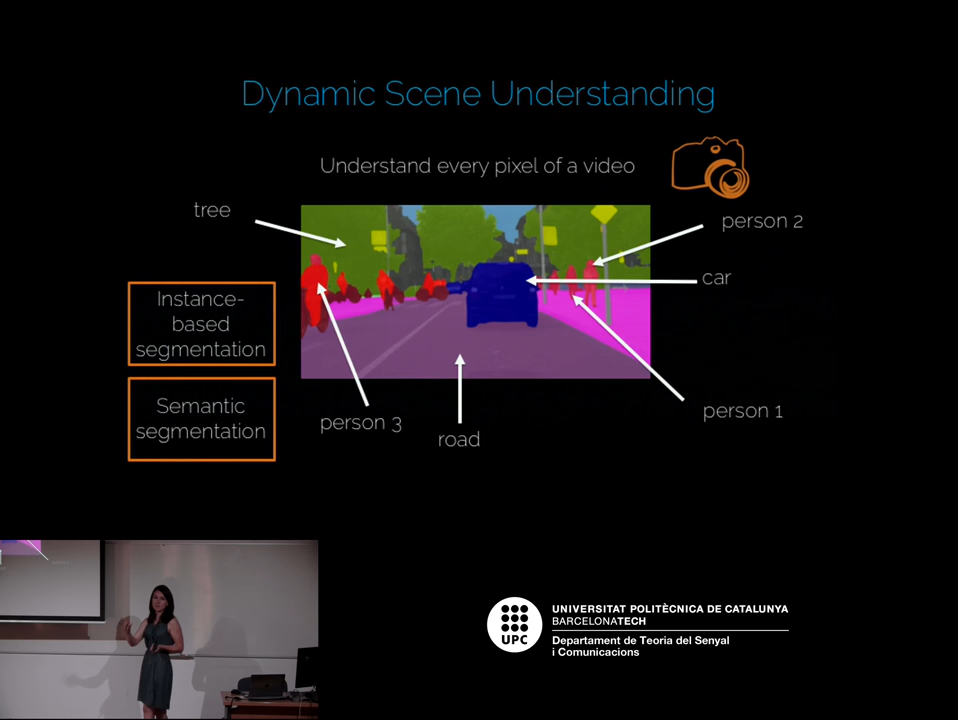 Dynamic Scene Understanding
Understand every pixel of a video
tree
person 2
car
Instance-
based
segmentation
Semantic
segmentation
person 3
road
person 1
UPC
UNIVERSITAT POLITÈCNICA DE CATALUNYA
BARCELONATECH
Departament de Teoria del Senyal
i Comunicacions